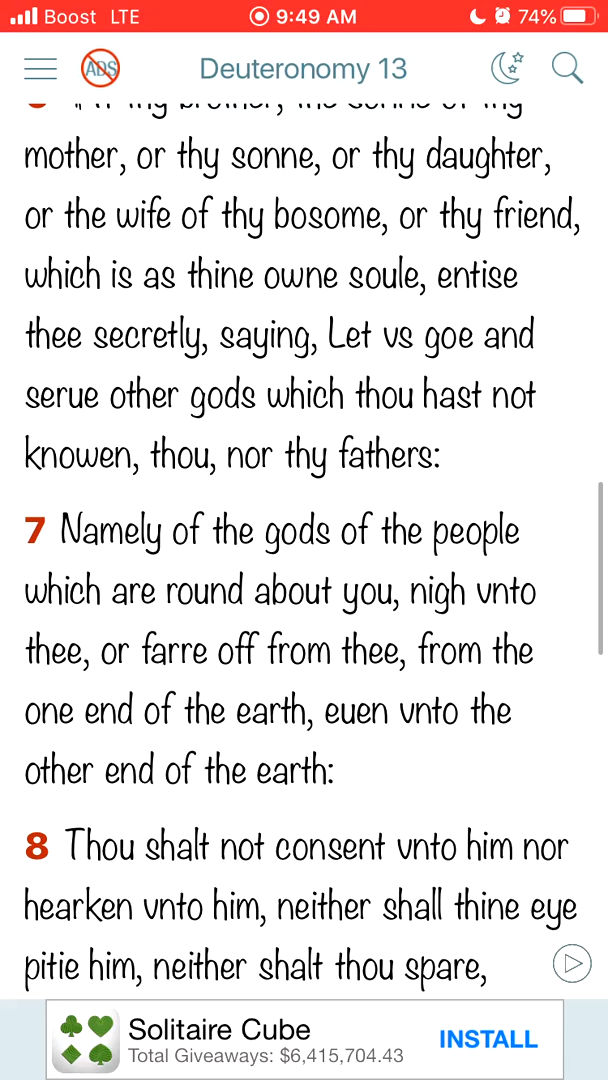 Boost LTE 9:49 AM 74%
ADS Deuteronomy 13
mother, or thy sonne, or thy daughter,
or the wife of thy bosome, or thy friend,
which is as thine owne soule, entise
thee secretly, saying, Let vs goe and
serue other gods which thou hast not
knowen, thou, nor thy fathers:
7 Namely of the gods of the people
which are round about you, nigh vnto
thee, or farre off from thee, from the
one end of the earth, euen vnto the
other end of the earth:
8 Thou shalt not consent vnto him nor
hearken vnto him, neither shall thine eye
pitie him, neither shalt thou spare,
Solitaire Cube
Total Giveaways: $6,415,704.43
INSTALL